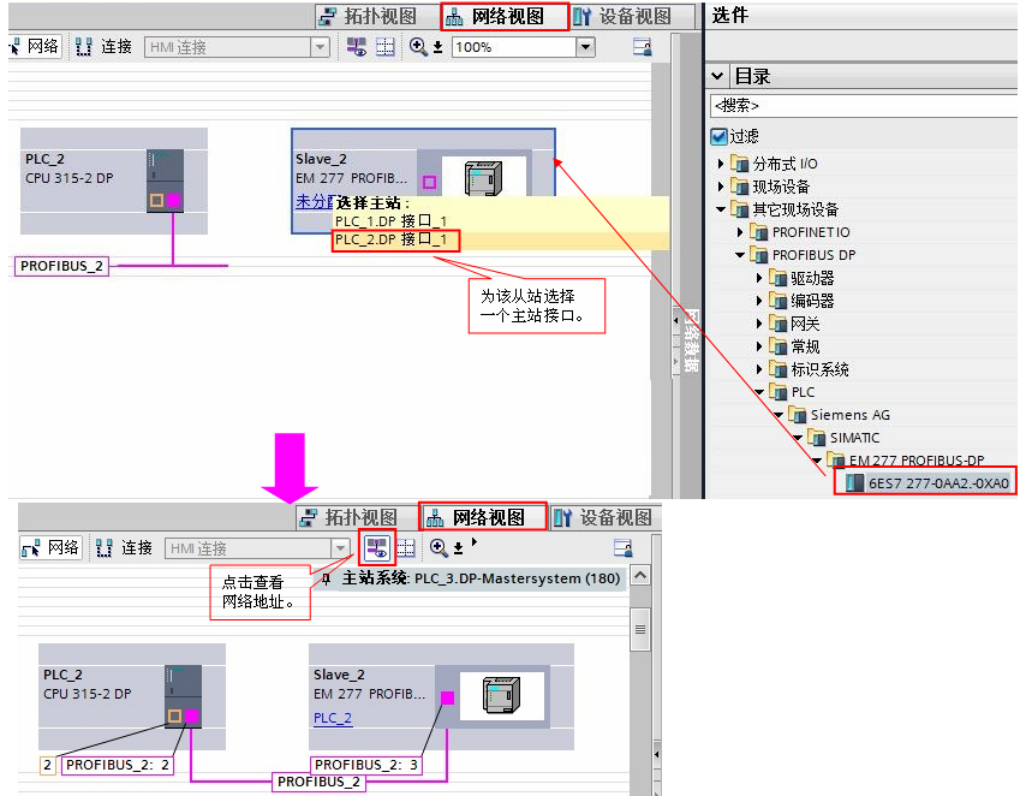 拓扑视图 网络视图 设备视图
网络 连接 HMI 连接 100%
PLC_2
CPU 315-2 DP
PROFIBUS_2
Slave_2
EM 277 PROFIB...
未分
选择主站：
PLC_1.DP 接口_1
PLC_2.DP 接口_1
为该从站选择
一个主站接口。
网络数据
选件
目录
<搜索>
过滤
分布式 I/O
现场设备
其它现场设备
PROFINET IO
PROFIBUS DP
驱动器
编码器
网关
常规
标识系统
PLC
Siemens AG
SIMATIC
EM 277 PROFIBUS-DP
6ES7 277-0AA2.-0XA0
拓扑视图 网络视图 设备视图
网络 连接 HMI 连接
点击查看
网络地址。
主站系统: PLC_3.DP-Mastersystem (180)
PLC_2
CPU 315-2 DP
Slave_2
EM 277 PROFIB...
PLC_2
2 PROFIBUS_2: 2
PROFIBUS_2: 3
PROFIBUS_2